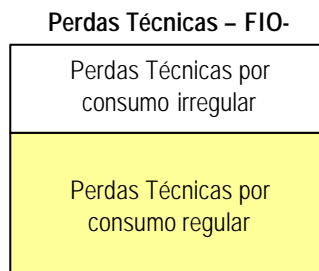 Perdas Técnicas – FIO-
Perdas Técnicas por
consumo irregular
Perdas Técnicas por
consumo regular